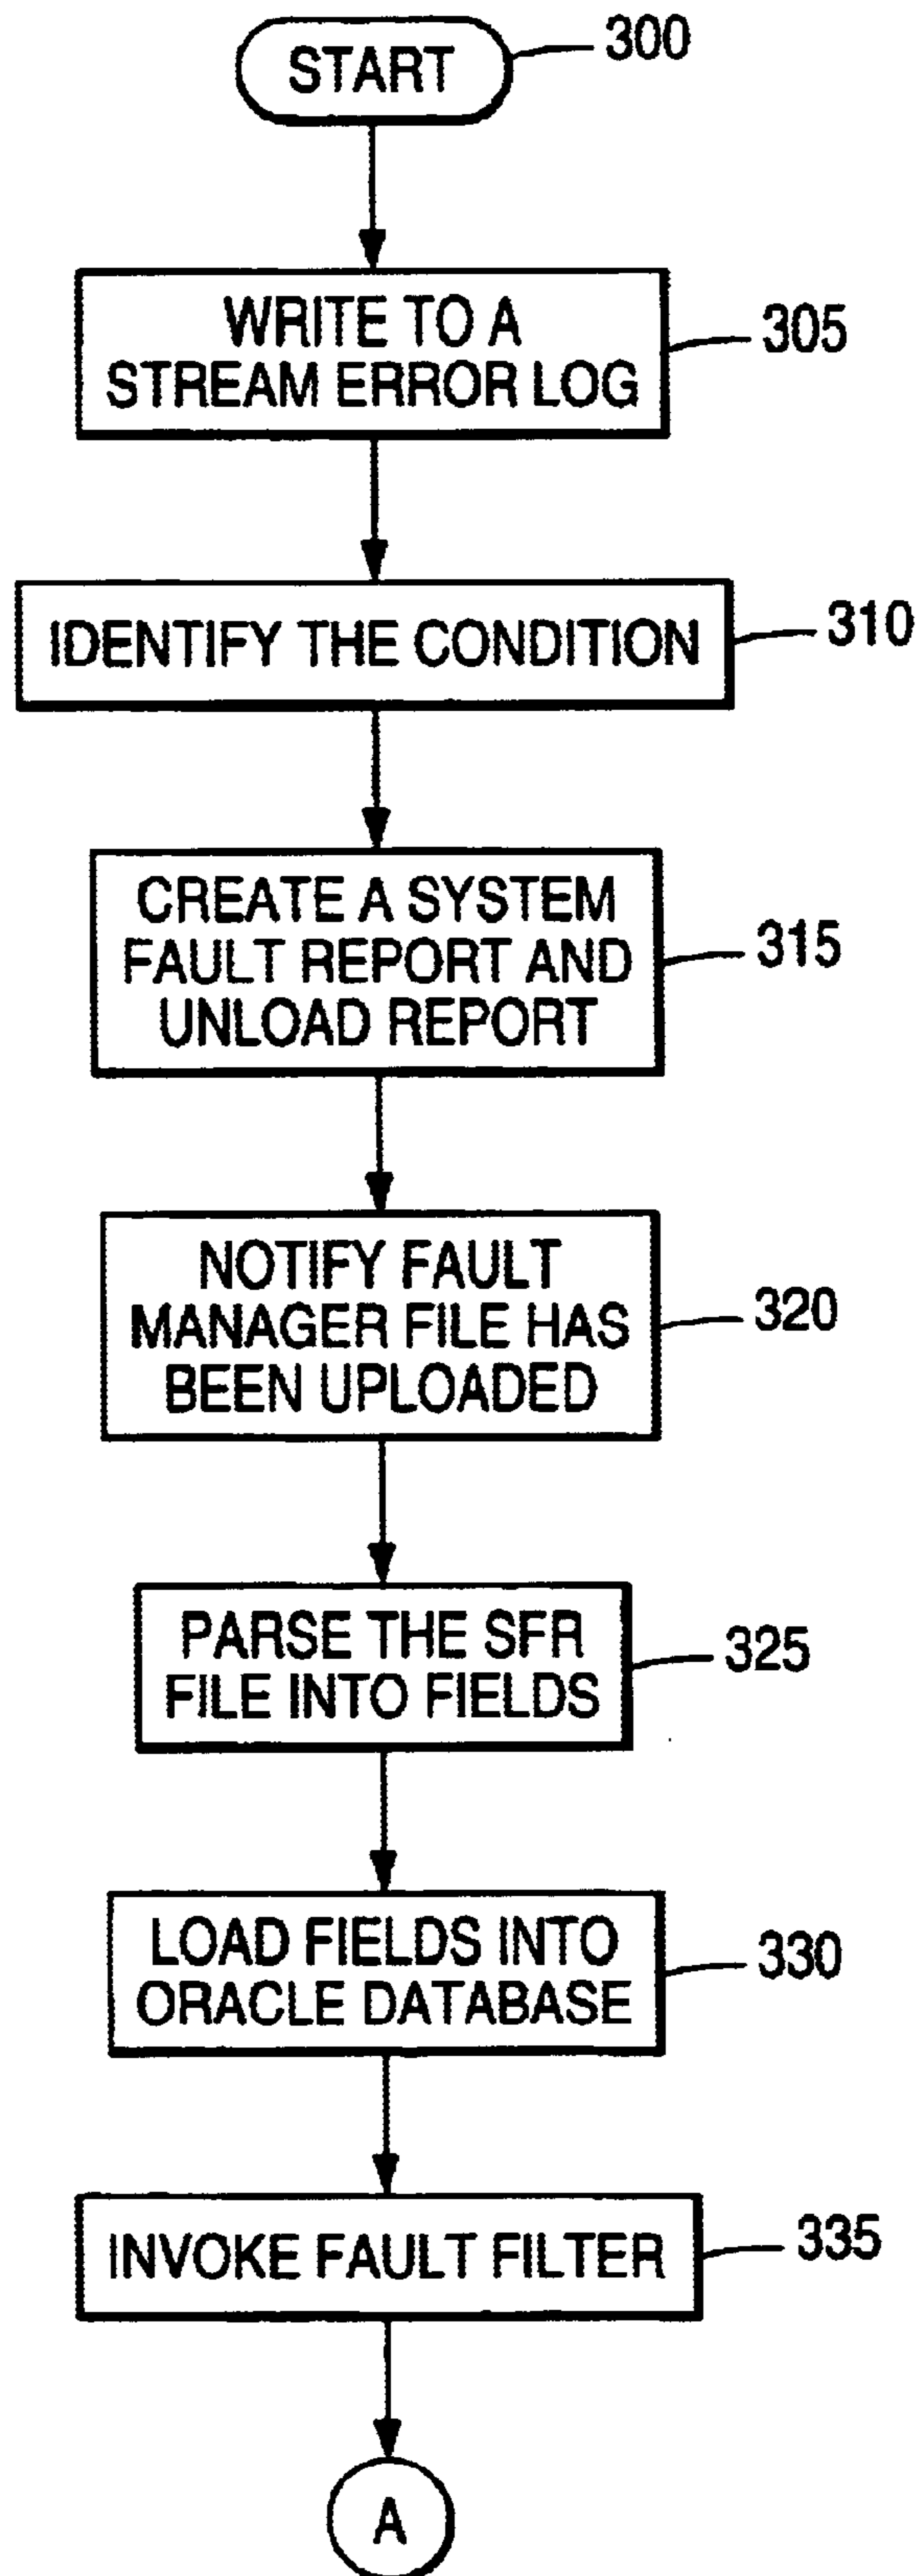 START
300
WRITE TO A
STREAM ERROR LOG
305
IDENTIFY THE CONDITION
310
CREATE A SYSTEM
FAULT REPORT AND
UNLOAD REPORT
315
NOTIFY FAULT
MANAGER FILE HAS
BEEN UPLOADED
320
PARSE THE SFR
FILE INTO FIELDS
325
LOAD FIELDS INTO
ORACLE DATABASE
330
INVOKE FAULT FILTER
335
A